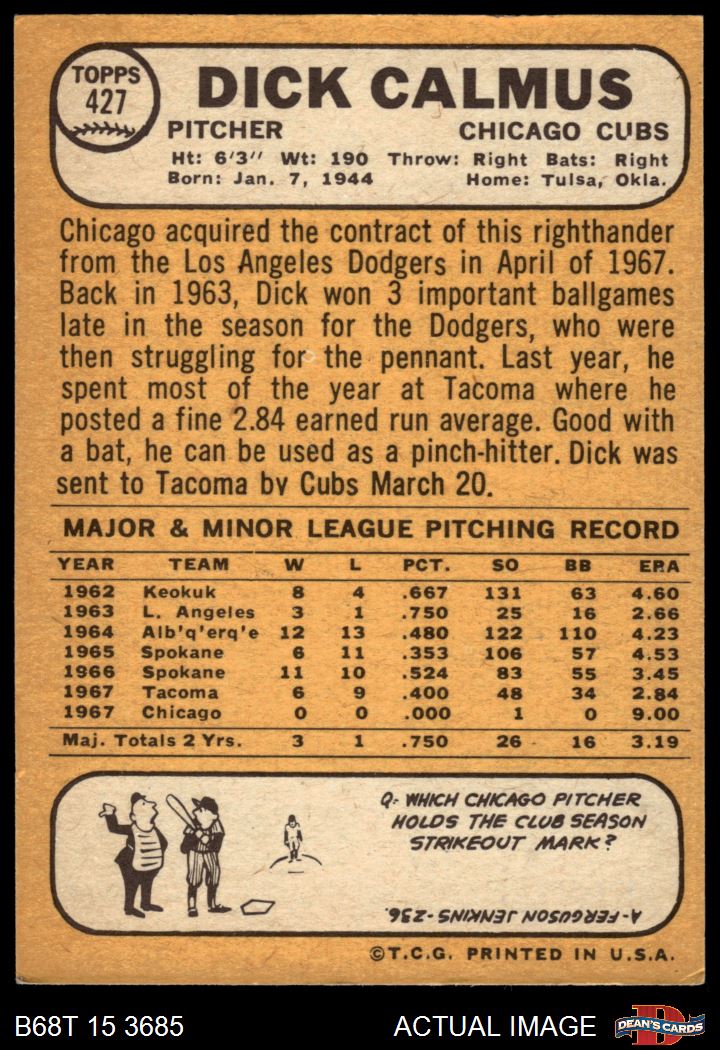 TOPPS
427
DICK CALMUS
PITCHER CHICAGO CUBS
Ht: 6'3" Wt: 190 Throw: Right Bats: Right
Born: Jan. 7, 1944 Home: Tulsa, Okla.
Chicago acquired the contract of this righthander
from the Los Angeles Dodgers in April of 1967.
Back in 1963, Dick won 3 important ballgames
late in the season for the Dodgers, who were
then struggling for the pennant. Last year, he
spent most of the year at Tacoma where he
posted a fine 2.84 earned run average. Good with
a bat, he can be used as a pinch-hitter. Dick was
sent to Tacoma by Cubs March 20.
MAJOR & MINOR LEAGUE PITCHING RECORD
YEAR TEAM W L PCT. SO BB ERA
1962 Keokuk 8 4 .667 131 63 4.60
1963 L. Angeles 3 1 .750 25 16 2.66
1964 Alb'q'erq'e 12 13 .480 122 110 4.23
1965 Spokane 6 11 .353 106 57 4.53
1966 Spokane 11 10 .524 83 55 3.45
1967 Tacoma 6 9 .400 48 34 2.84
1967 Chicago 0 0 .000 1 0 9.00
Maj. Totals 2 Yrs. 3 1 .750 26 16 3.19
Q- WHICH CHICAGO PITCHER
HOLDS THE CLUB SEASON
STRIKEOUT MARK?
A- FERGUSON JENKINS-236.
©T.C.G. PRINTED IN U.S.A.
B68T 15 3685 ACTUAL IMAGE DEAN'S CARDS